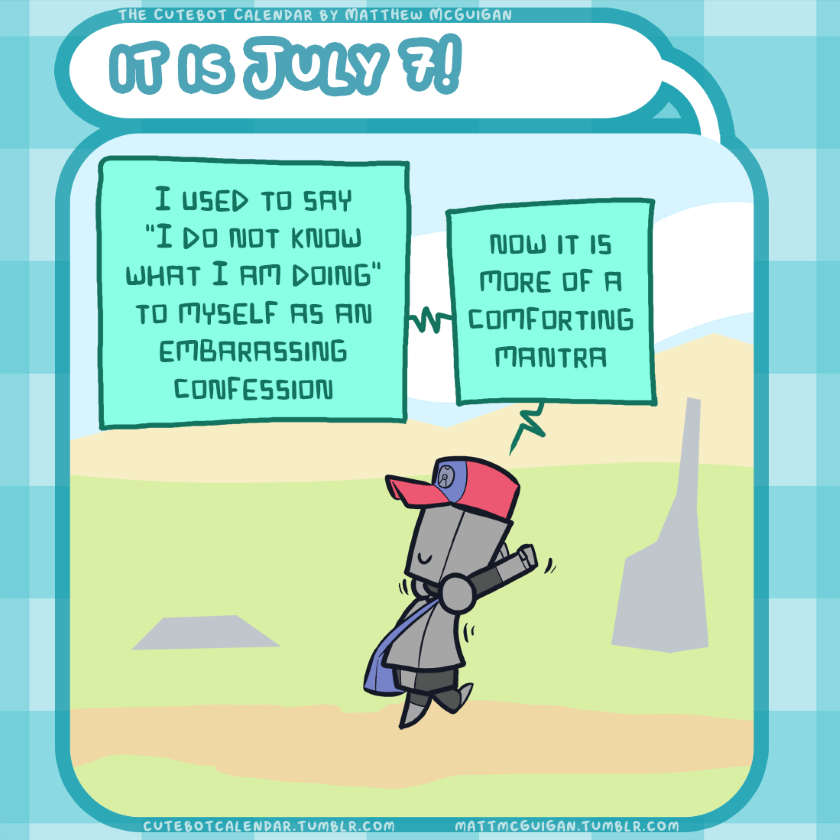 THE CUTEBOT CALENDAR BY MATTHEW MCGUIGAN
IT IS JULY 7!
I USED TO SAY
"I DO NOT KNOW
WHAT I AM DOING"
TO MYSELF AS AN
EMBARASSING
CONFESSION
NOW IT IS
MORE OF A
COMFORTING
MANTRA
CUTEBOTCALENDAR.TUMBLR.COM
MATTMCGUIGAN.TUMBLR.COM